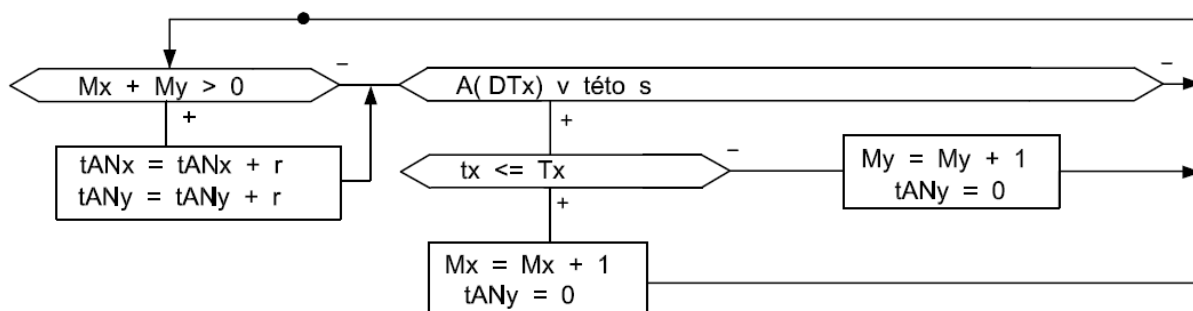 Mx + My > 0
–
A( DTx) v této s
–
+
+
tANx = tANx + r
tANy = tANy + r
tx <= Tx
–
My = My + 1
tANy = 0
+
Mx = Mx + 1
tANy = 0